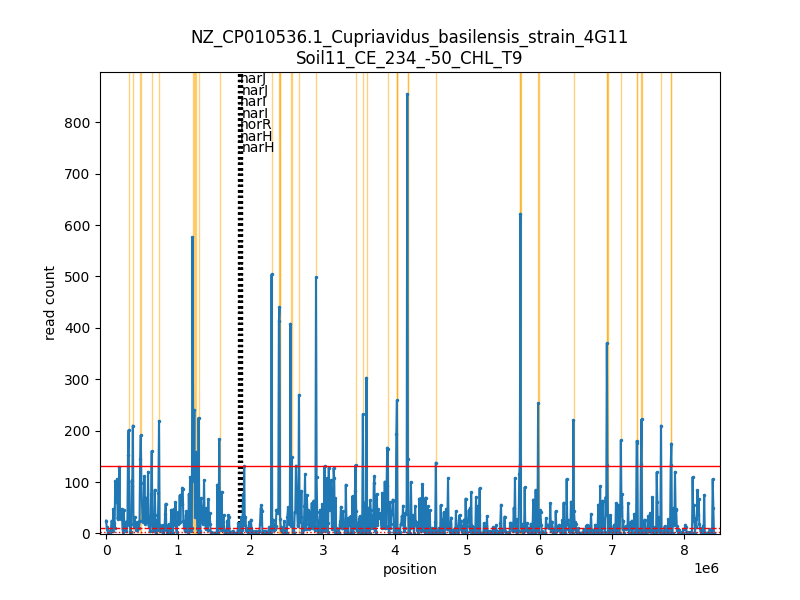 NZ_CP010536.1_Cupriavidus_basilensis_strain_4G11
Soil11_CE_234_-50_CHL_T9
narJ
narJ
narI
narI
norR
narH
narH
800
700
600
500
400
300
200
100
0
read count
0 1 2 3 4 5 6 7 8
1e6
position